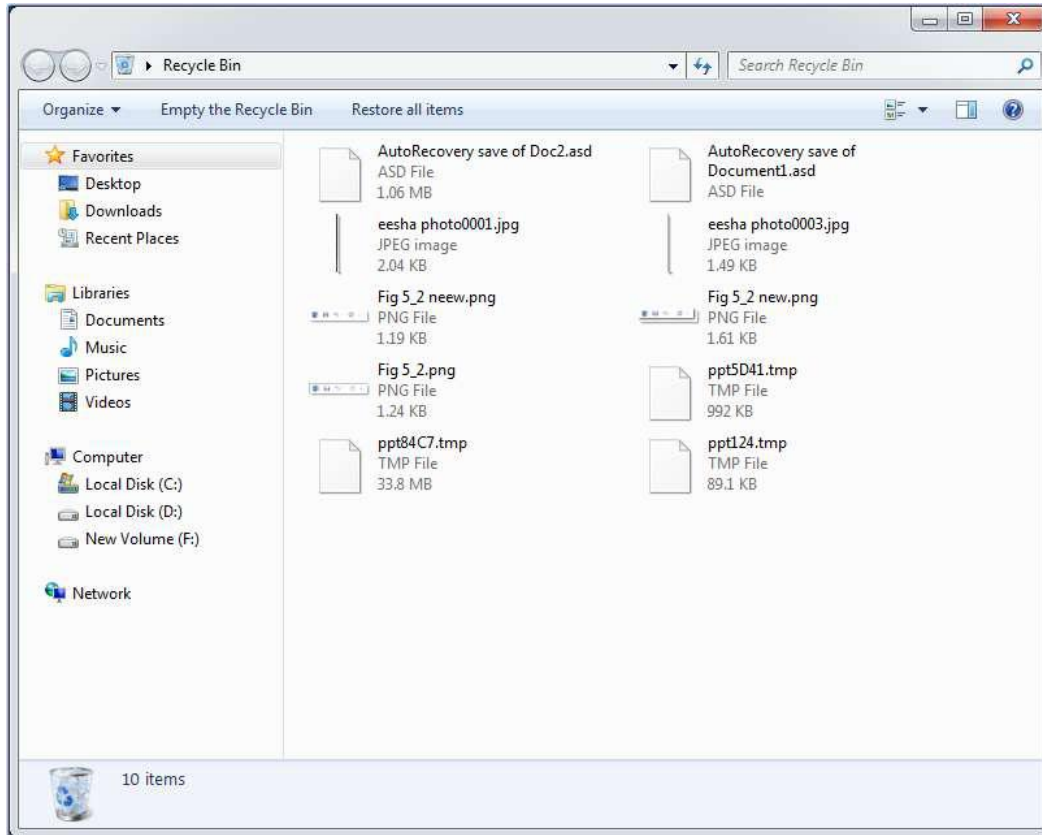 Recycle Bin
Search Recycle Bin
Organize
Empty the Recycle Bin
Restore all items
Favorites
Desktop
Downloads
Recent Places
Libraries
Documents
Music
Pictures
Videos
Computer
Local Disk (C:)
Local Disk (D:)
New Volume (F:)
Network
AutoRecovery save of Doc2.asd
ASD File
1.06 MB
AutoRecovery save of
Document1.asd
ASD File
eesha photo0001.jpg
JPEG image
2.04 KB
eesha photo0003.jpg
JPEG image
1.49 KB
Fig 5_2 neew.png
PNG File
1.19 KB
Fig 5_2 new.png
PNG File
1.61 KB
Fig 5_2.png
PNG File
1.24 KB
ppt5D41.tmp
TMP File
992 KB
ppt84C7.tmp
TMP File
33.8 MB
ppt124.tmp
TMP File
89.1 KB
10 items